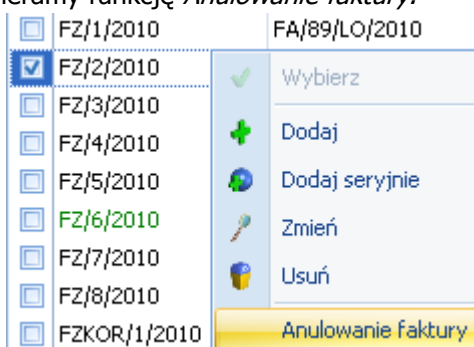 ieramy funkcję Anulowanie faktury.
FZ/1/2010 FA/89/LO/2010
FZ/2/2010 Wybierz
FZ/3/2010
FZ/4/2010 Dodaj
FZ/5/2010 Dodaj seryjnie
FZ/6/2010 Zmień
FZ/7/2010
FZ/8/2010 Usuń
FZKOR/1/2010 Anulowanie faktury